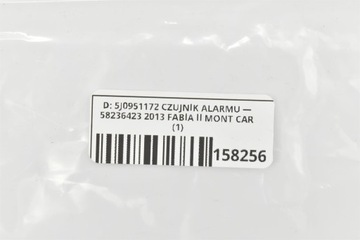 D: 5J0951172 CZUJNIK ALARMU —
58236423 2013 FABIA II MONT CAR
(1)
158256